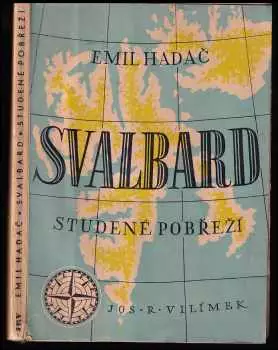 EMIL HADAČ
SVALBARD
STUDENÉ POBŘEŽÍ
JOS·R·VILÍMEK
EMIL HADAČ • SVALBARD • STUDENÉ POBŘEŽÍ